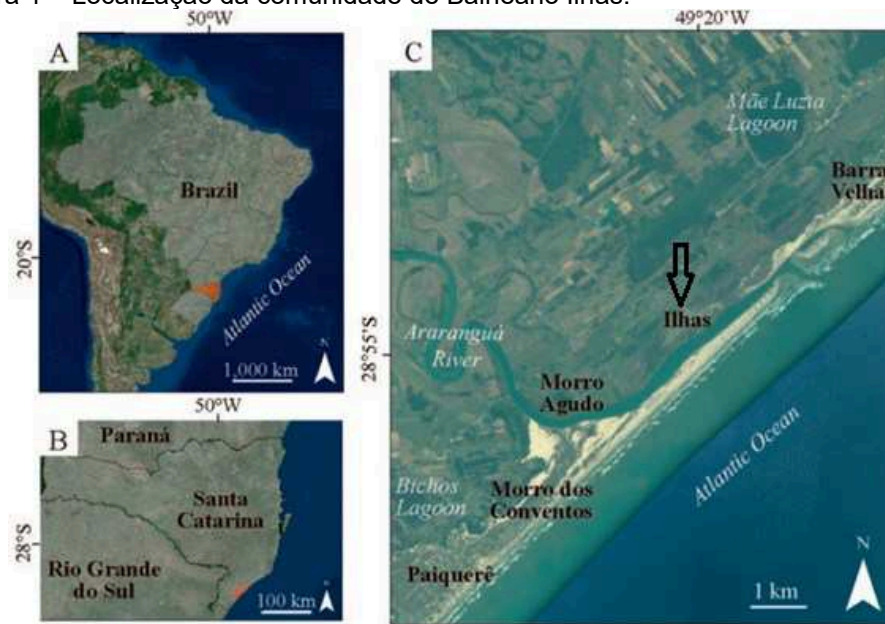 a 1 – Localização da comunidade do Balneário Ilhas.
50°W
A
Brazil
20°S
Atlantic Ocean
N
1,000 km
50°W
B
Paraná
Santa
Catarina
28°S
Rio Grande
do Sul
N
100 km
49°20'W
C
Mãe Luzia
Lagoon
Barra
Velha
Ilhas
28°55'S
Araranguá
River
Morro
Agudo
Atlantic Ocean
Bichos
Lagoon
Morro dos
Conventos
N
Paiquerê
1 km